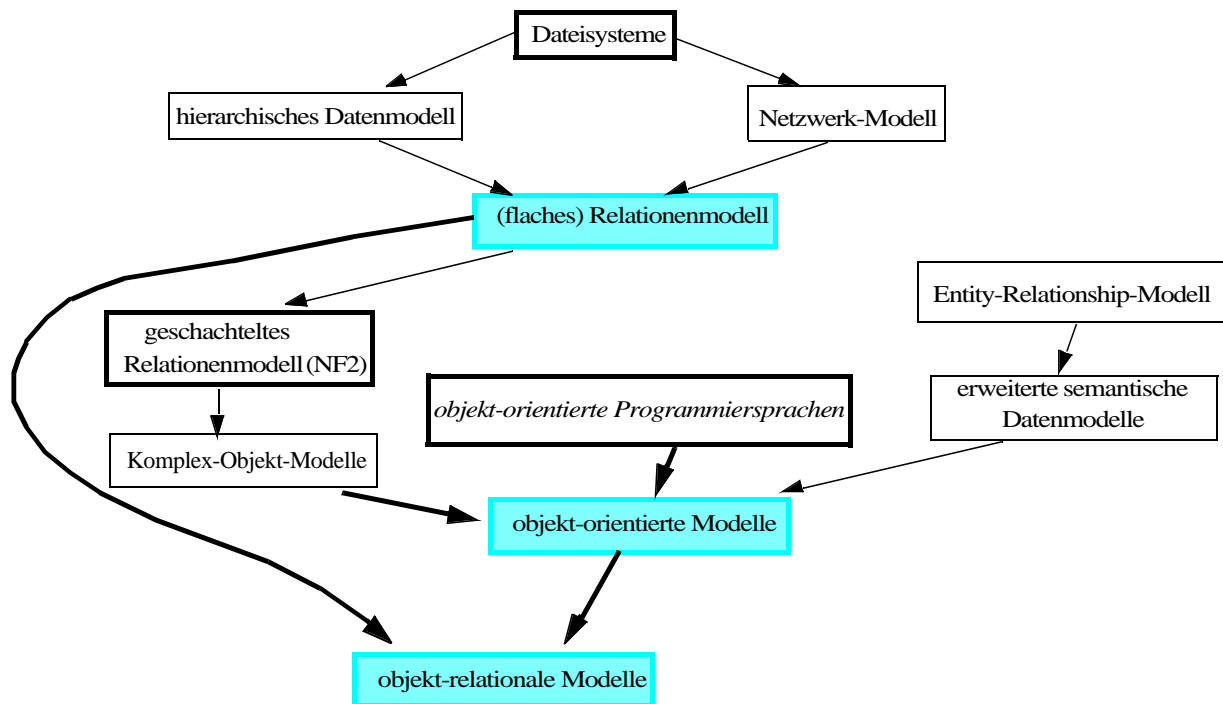 Dateisysteme
hierarchisches Datenmodell
Netzwerk-Modell
(flaches) Relationenmodell
Entity-Relationship-Modell
geschachteltes
Relationenmodell (NF2)
objekt-orientierte Programmiersprachen
erweiterte semantische
Datenmodelle
Komplex-Objekt-Modelle
objekt-orientierte Modelle
objekt-relationale Modelle